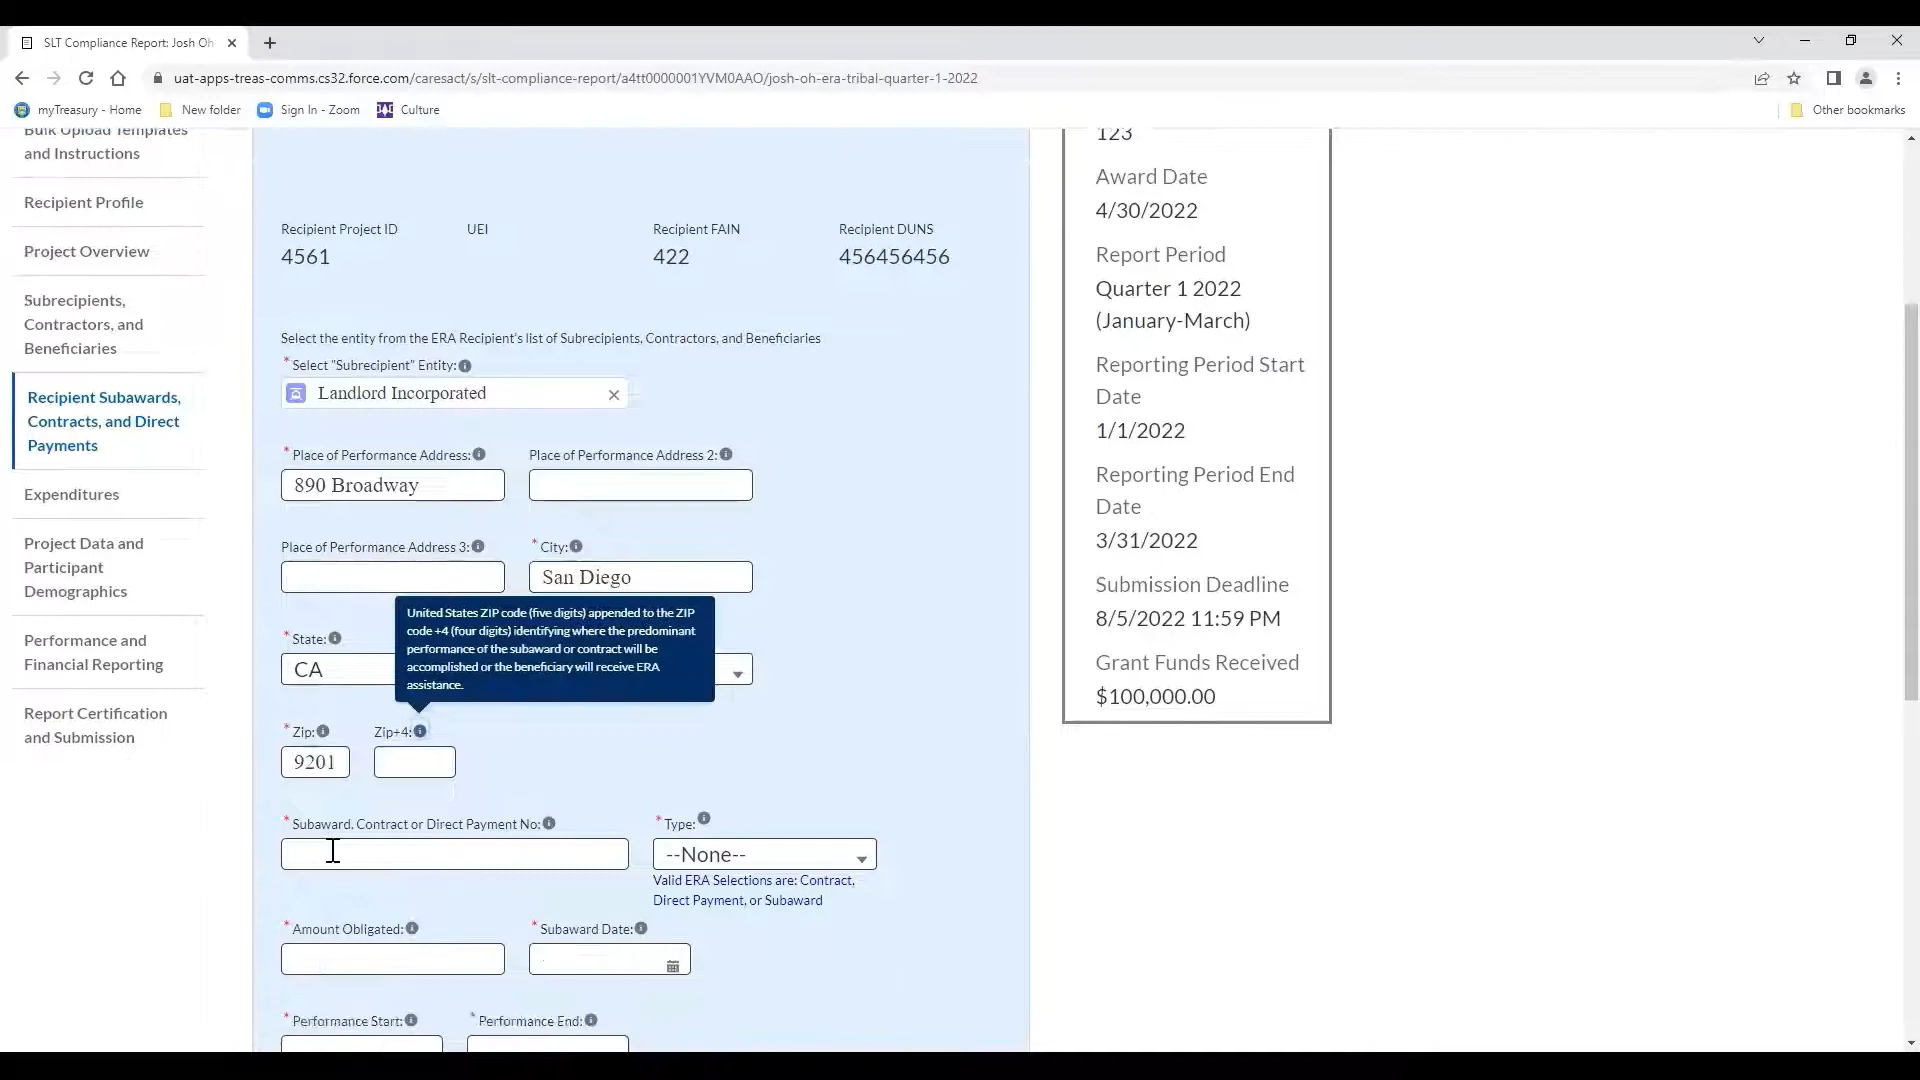 SLT Compliance Report: Josh Oh
uat-apps-treas-comms.cs32.force.com/caresact/s/slt-compliance-report/a4tt0000001YVM0AAO/josh-oh-era-tribal-quarter-1-2022
myTreasury - Home New folder Sign In - Zoom Culture Other bookmarks
Bulk Upload Templates
and Instructions
Recipient Profile
Project Overview
Subrecipients,
Contractors, and
Beneficiaries
Recipient Subawards,
Contracts, and Direct
Payments
Expenditures
Project Data and
Participant
Demographics
Performance and
Financial Reporting
Report Certification
and Submission
Recipient Project ID UEI Recipient FAIN Recipient DUNS
4561 422 456456456
Select the entity from the ERA Recipient's list of Subrecipients, Contractors, and Beneficiaries
* Select "Subrecipient" Entity:
Landlord Incorporated
* Place of Performance Address: Place of Performance Address 2:
890 Broadway
Place of Performance Address 3: * City:
San Diego
United States ZIP code (five digits) appended to the ZIP
code +4 (four digits) identifying where the predominant
performance of the subaward or contract will be
accomplished or the beneficiary will receive ERA
assistance.
* State:
CA
* Zip: Zip+4:
9201
* Subaward, Contract or Direct Payment No: * Type:
--None--
Valid ERA Selections are: Contract,
Direct Payment, or Subaward
* Amount Obligated: * Subaward Date:
* Performance Start: * Performance End:
123
Award Date
4/30/2022
Report Period
Quarter 1 2022
(January-March)
Reporting Period Start
Date
1/1/2022
Reporting Period End
Date
3/31/2022
Submission Deadline
8/5/2022 11:59 PM
Grant Funds Received
$100,000.00